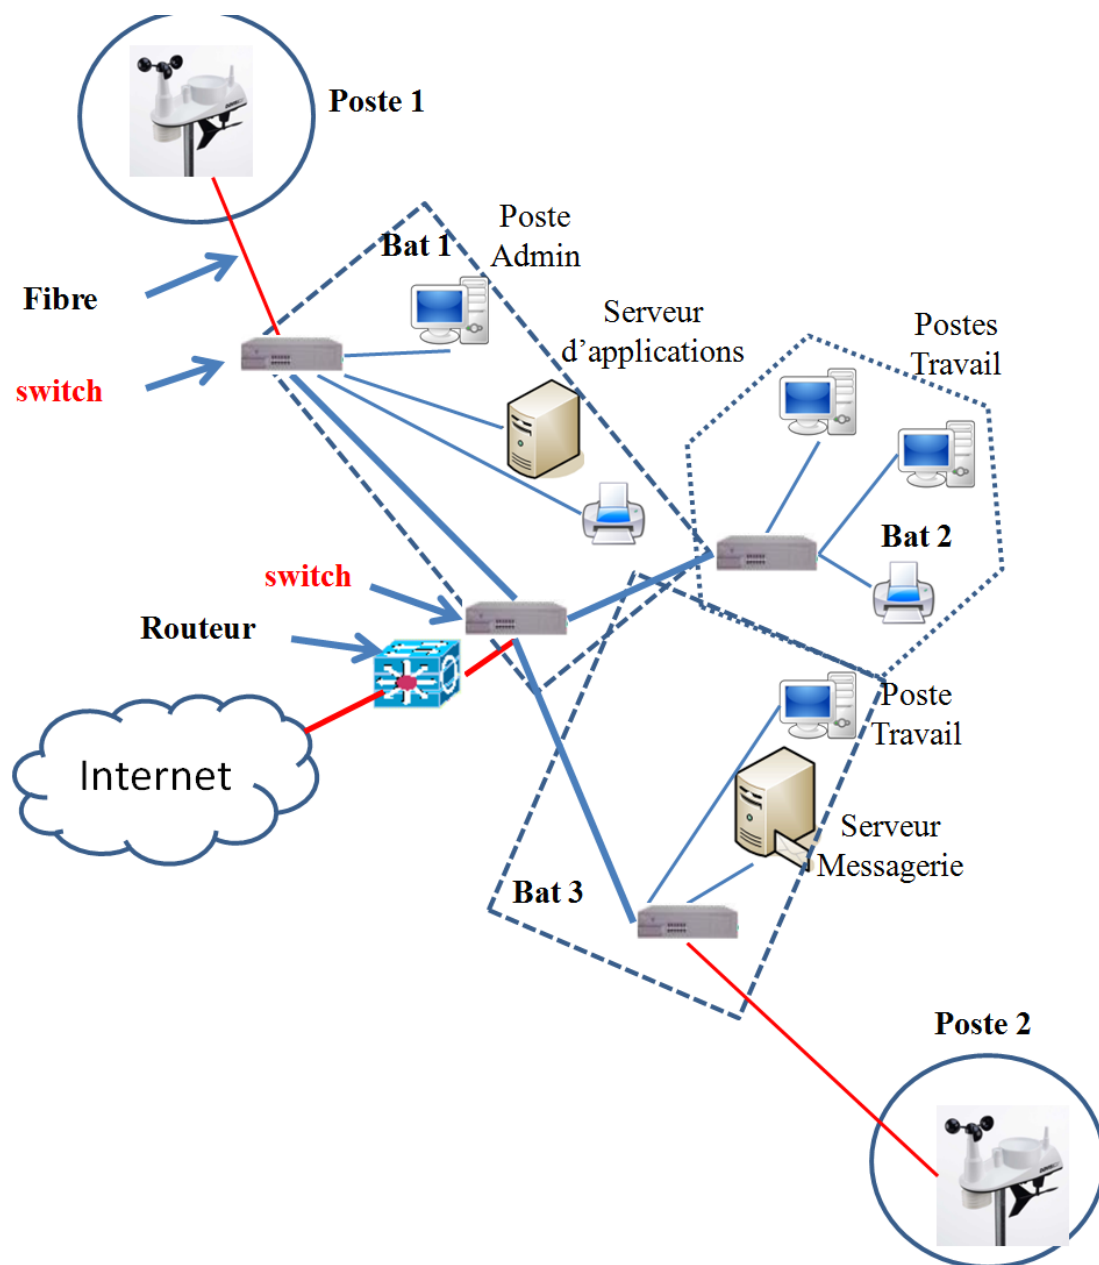 Poste 1
Poste
Admin
Bat 1
Fibre
Serveur
d’applications
Postes
Travail
switch
Bat 2
switch
Routeur
Poste
Travail
Internet
Serveur
Messagerie
Bat 3
Poste 2